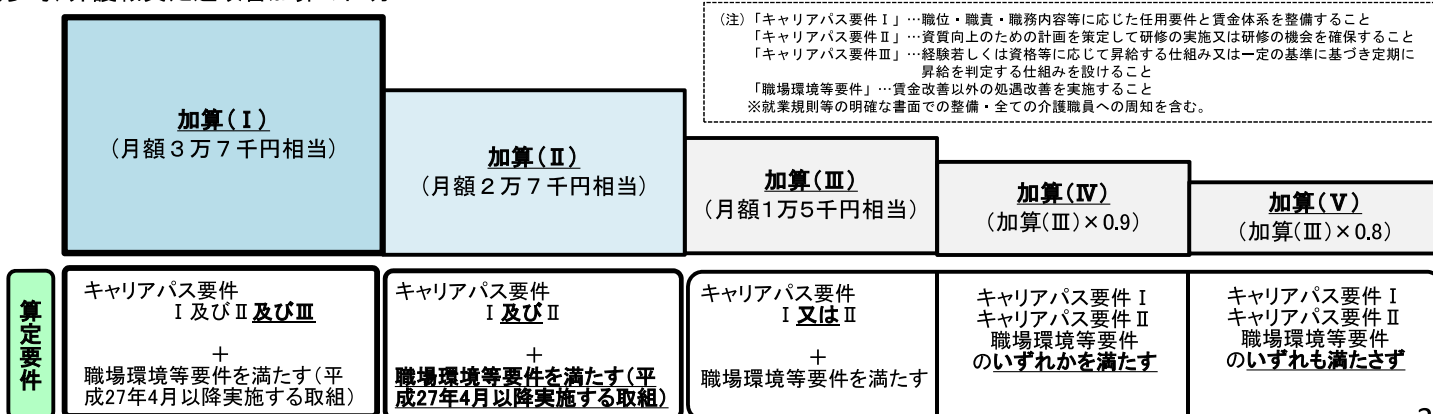 （注）「キャリアパス要件Ⅰ」…職位・職責・職務内容等に応じた任用要件と賃金体系を整備すること
「キャリアパス要件Ⅱ」…資質向上のための計画を策定して研修の実施又は研修の機会を確保すること
「キャリアパス要件Ⅲ」…経験若しくは資格等に応じて昇給する仕組み又は一定の基準に基づき定期に
昇給を判定する仕組みを設けること
「職場環境等要件」…賃金改善以外の処遇改善を実施すること
※就業規則等の明確な書面での整備・全ての介護職員への周知を含む。
加算(Ⅰ)
（月額３万７千円相当）
加算(Ⅱ)
（月額２万７千円相当）
加算(Ⅲ)
（月額1万5千円相当）
加算(Ⅳ)
（加算(Ⅲ)×0.9）
加算(Ⅴ)
（加算(Ⅲ)×0.8）
算定要件
キャリアパス要件
Ⅰ及びⅡ及びⅢ
＋
職場環境等要件を満たす（平
成27年4月以降実施する取組）
キャリアパス要件
Ⅰ及びⅡ
＋
職場環境等要件を満たす（平
成27年4月以降実施する取組）
キャリアパス要件
Ⅰ又はⅡ
＋
職場環境等要件を満たす
キャリアパス要件Ⅰ
キャリアパス要件Ⅱ
職場環境等要件
のいずれかを満たす
キャリアパス要件Ⅰ
キャリアパス要件Ⅱ
職場環境等要件
のいずれも満たさず